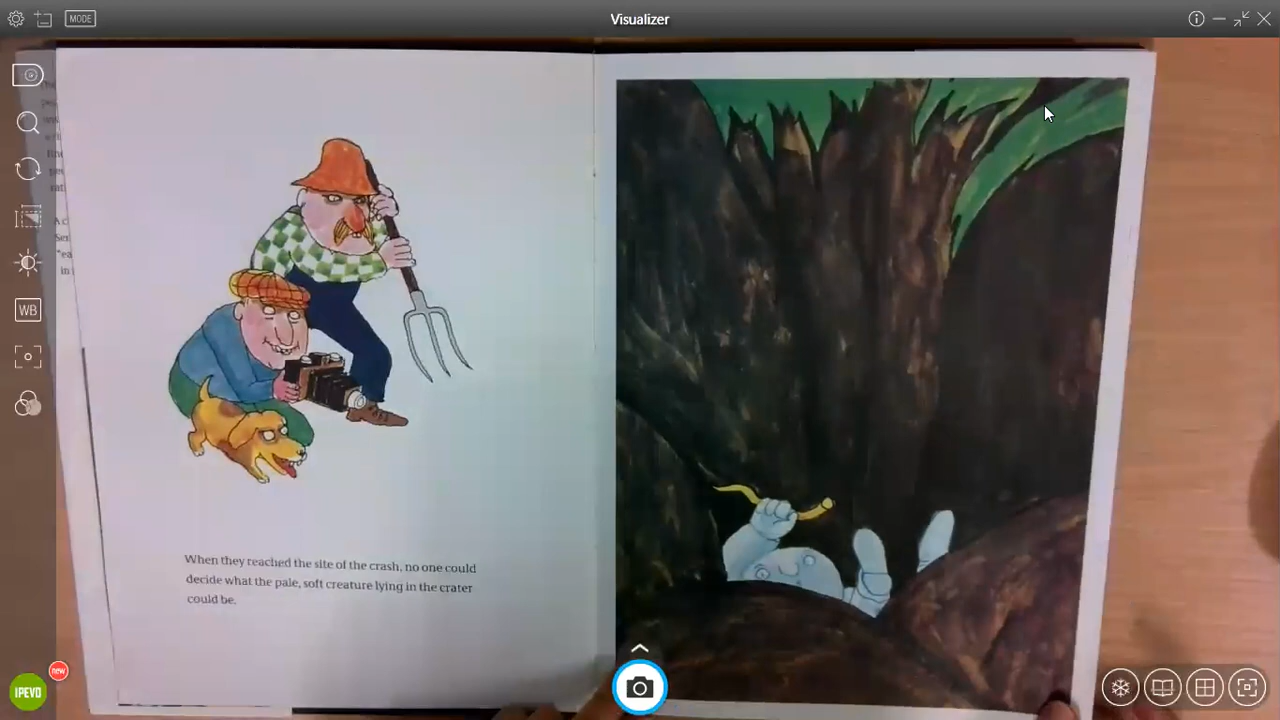 MODE
Visualizer
WB
When they reached the site of the crash, no one could
decide what the pale, soft creature lying in the crater
could be.
new
IPEVO